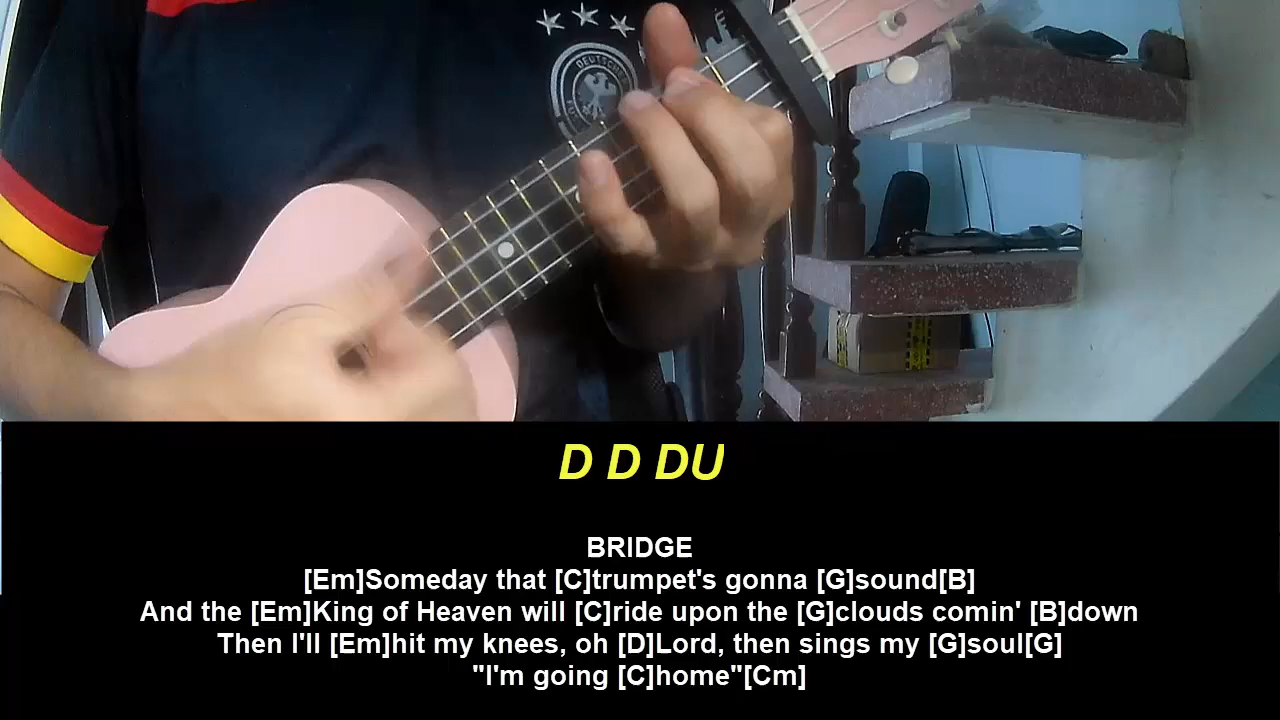 DEUTSCHER
D D DU
BRIDGE
[Em]Someday that [C]trumpet's gonna [G]sound[B]
And the [Em]King of Heaven will [C]ride upon the [G]clouds comin' [B]down
Then I'll [Em]hit my knees, oh [D]Lord, then sings my [G]soul[G]
"I'm going [C]home"[Cm]